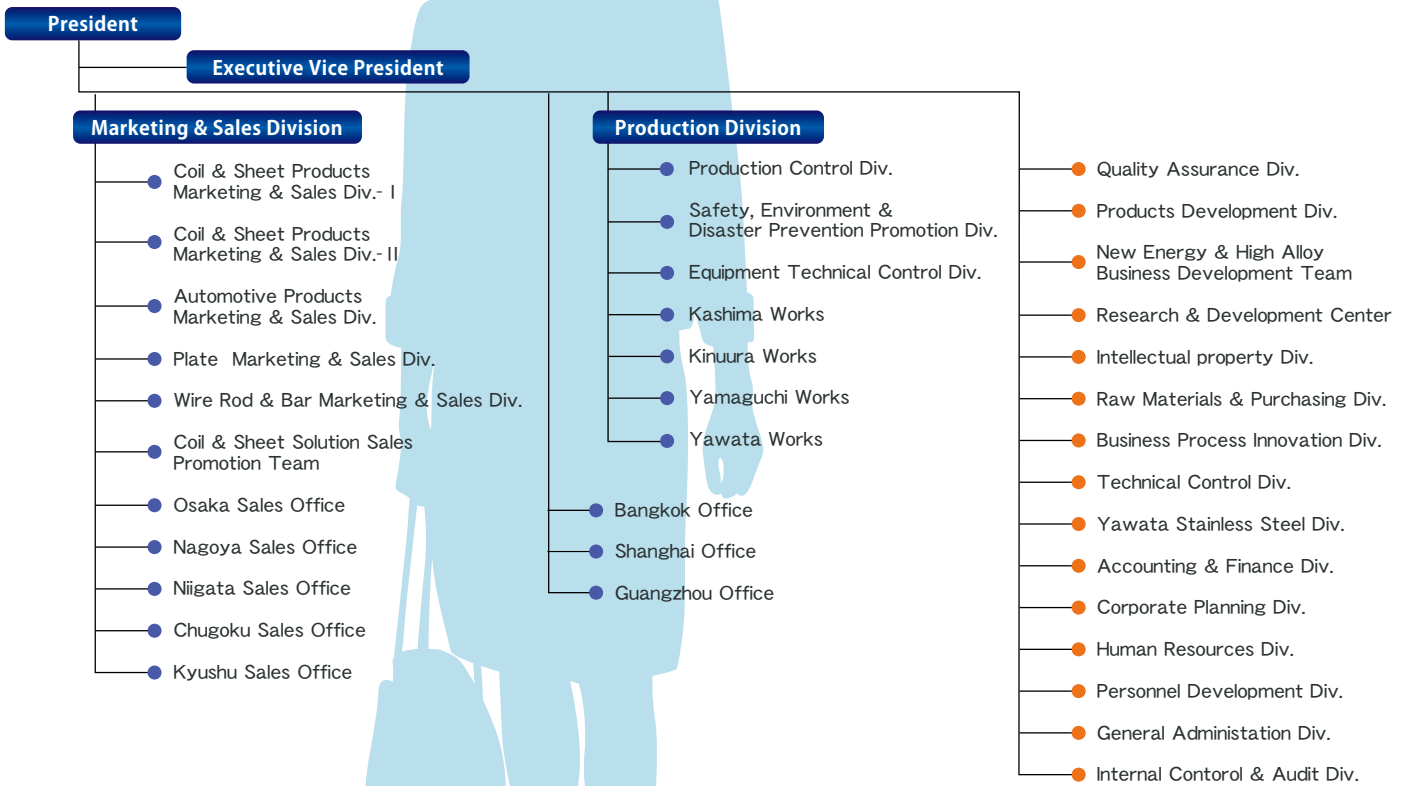 President
Executive Vice President
Marketing & Sales Division
Coil & Sheet Products
Marketing & Sales Div.- I
Coil & Sheet Products
Marketing & Sales Div.- II
Automotive Products
Marketing & Sales Div.
Plate Marketing & Sales Div.
Wire Rod & Bar Marketing & Sales Div.
Coil & Sheet Solution Sales
Promotion Team
Osaka Sales Office
Nagoya Sales Office
Niigata Sales Office
Chugoku Sales Office
Kyushu Sales Office
Production Division
Production Control Div.
Safety, Environment &
Disaster Prevention Promotion Div.
Equipment Technical Control Div.
Kashima Works
Kinuura Works
Yamaguchi Works
Yawata Works
Bangkok Office
Shanghai Office
Guangzhou Office
Quality Assurance Div.
Products Development Div.
New Energy & High Alloy
Business Development Team
Research & Development Center
Intellectual property Div.
Raw Materials & Purchasing Div.
Business Process Innovation Div.
Technical Control Div.
Yawata Stainless Steel Div.
Accounting & Finance Div.
Corporate Planning Div.
Human Resources Div.
Personnel Development Div.
General Administation Div.
Internal Contorol & Audit Div.